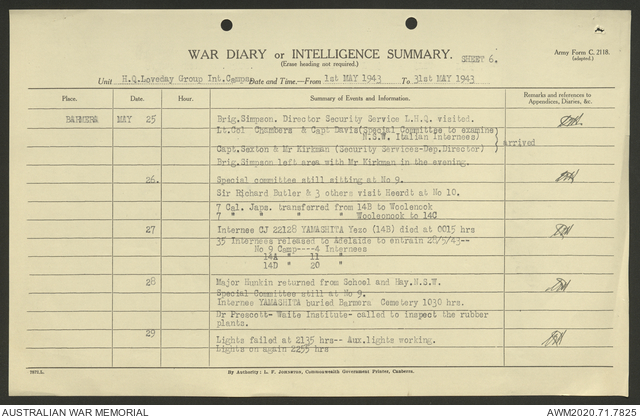 WAR DIARY or INTELLIGENCE SUMMARY. SHEET 6.
(Erase heading not required.)
Army Form C. 2118.
(adapted.)
Unit H.Q.Loveday Group Int.Camps Date and Time.—From 1st MAY 1943 To 31st MAY 1943
Place. Date. Hour. Summary of Events and Information. Remarks and references to Appendices, Diaries, &c.
BARMERA MAY 25 Brig.Simpson. Director Security Service L.H.Q. visited.
Lt.Col Chambers & Capt Davis(Special Committee to examine
N.S.W. Italian Internees)
Capt.Sexton & Mr Kirkman (Security Services-Dep.Director) arrived
Brig.Simpson left area with Mr Kirkman in the evening.
26. Special committee still sitting at No 9.
Sir Richard Butler & 3 others visit Heerdt at No 10.
7 Cal. Japs. transferred from 14B to Woolenook
7 " " " " Wooleonook to 14C
27 Internee CJ 22128 YAMASHITA Yezo (14B) died at 0015 hrs
35 Internees released to Adelaide to entrain 28/5/43--
No 9 Camp----4 Internees
14A " 11 "
14D " 20 "
28 Major Hunkin returned from School and Hay.N.S.W.
Special Committee still at No 9.
Internee YAMASHITA buried Barmera Cemetery 1030 hrs.
Dr Prescott- Waite Institute- called to inspect the rubber
plants.
29 Lights failed at 2135 hrs-- Aux.lights working.
Lights on again 2255 hrs
By Authority: L. F. JOHNSTON, Commonwealth Government Printer, Canberra.
AUSTRALIAN WAR MEMORIAL
AWM2020.71.7825